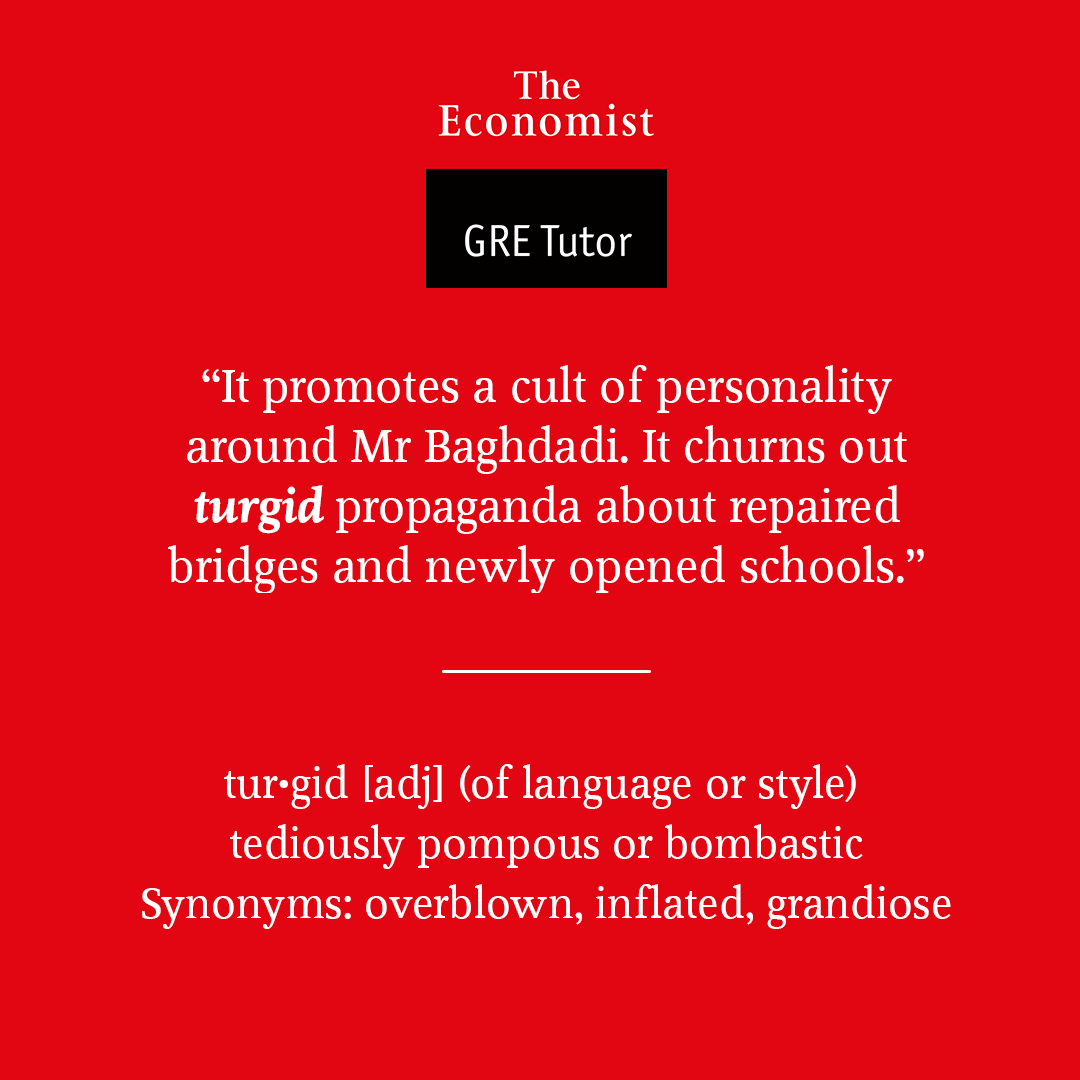 The
Economist
GRE Tutor
“It promotes a cult of personality
around Mr Baghdadi. It churns out
turgid propaganda about repaired
bridges and newly opened schools.”
tur•gid [adj] (of language or style)
tediously pompous or bombastic
Synonyms: overblown, inflated, grandiose